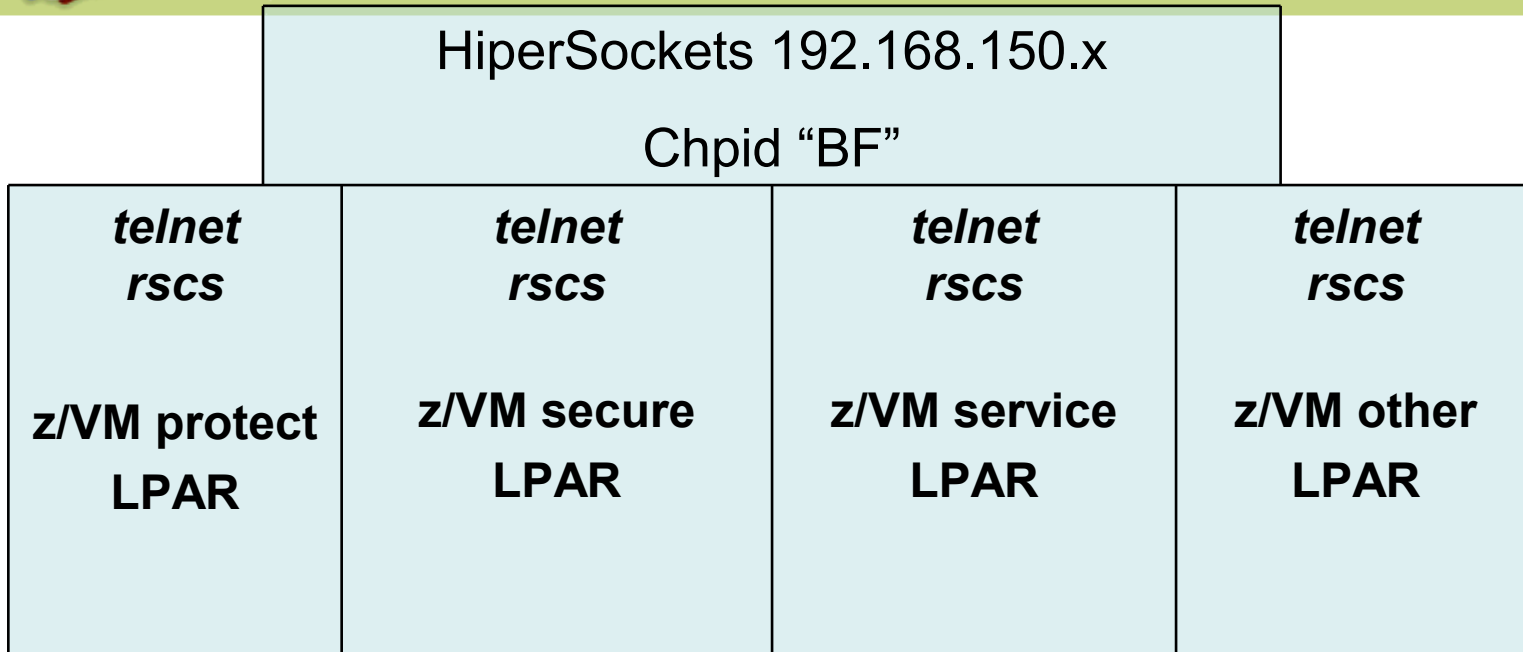 HiperSockets 192.168.150.x
Chpid “BF”
telnet
rscs
z/VM protect
LPAR
telnet
rscs
z/VM secure
LPAR
telnet
rscs
z/VM service
LPAR
telnet
rscs
z/VM other
LPAR